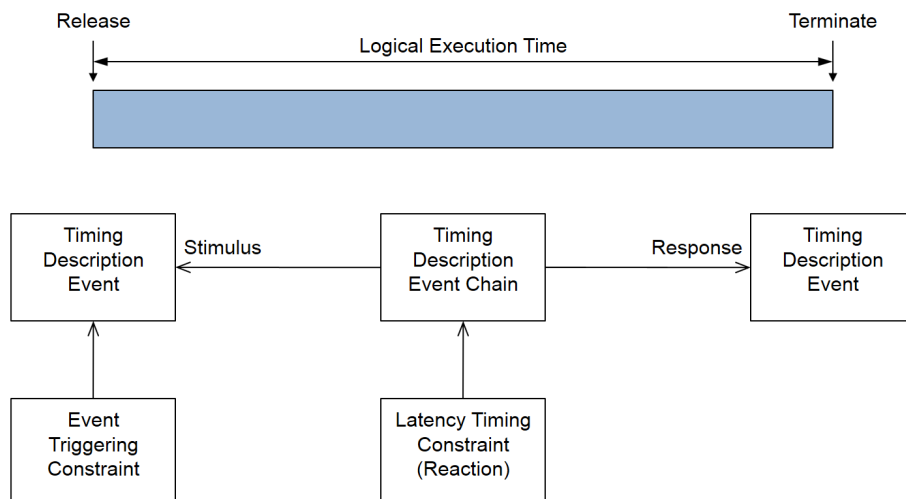 Release
Terminate
Logical Execution Time
Timing
Description
Event
Stimulus
Timing
Description
Event Chain
Response
Timing
Description
Event
Event
Triggering
Constraint
Latency Timing
Constraint
(Reaction)